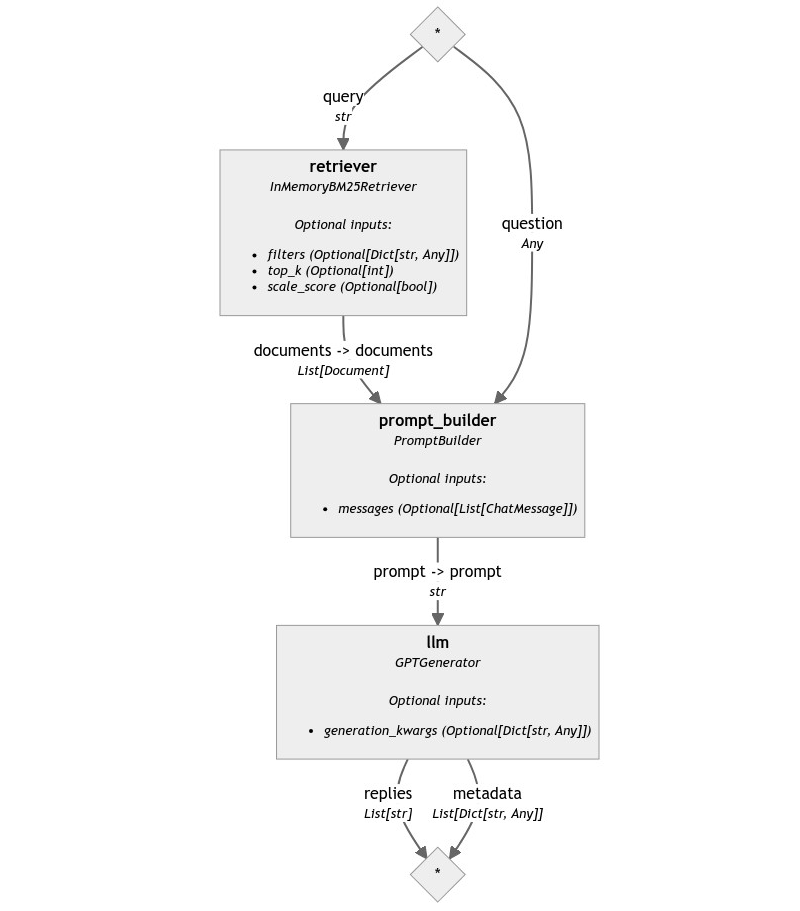 *
query
str
retriever
InMemoryBM25Retriever
Optional inputs:
• filters (Optional[Dict[str, Any]])
• top_k (Optional[int])
• scale_score (Optional[bool])
question
Any
documents -> documents
List[Document]
prompt_builder
PromptBuilder
Optional inputs:
• messages (Optional[List[ChatMessage]])
prompt -> prompt
str
llm
GPTGenerator
Optional inputs:
• generation_kwargs (Optional[Dict[str, Any]])
replies
List[str]
metadata
List[Dict[str, Any]]
*